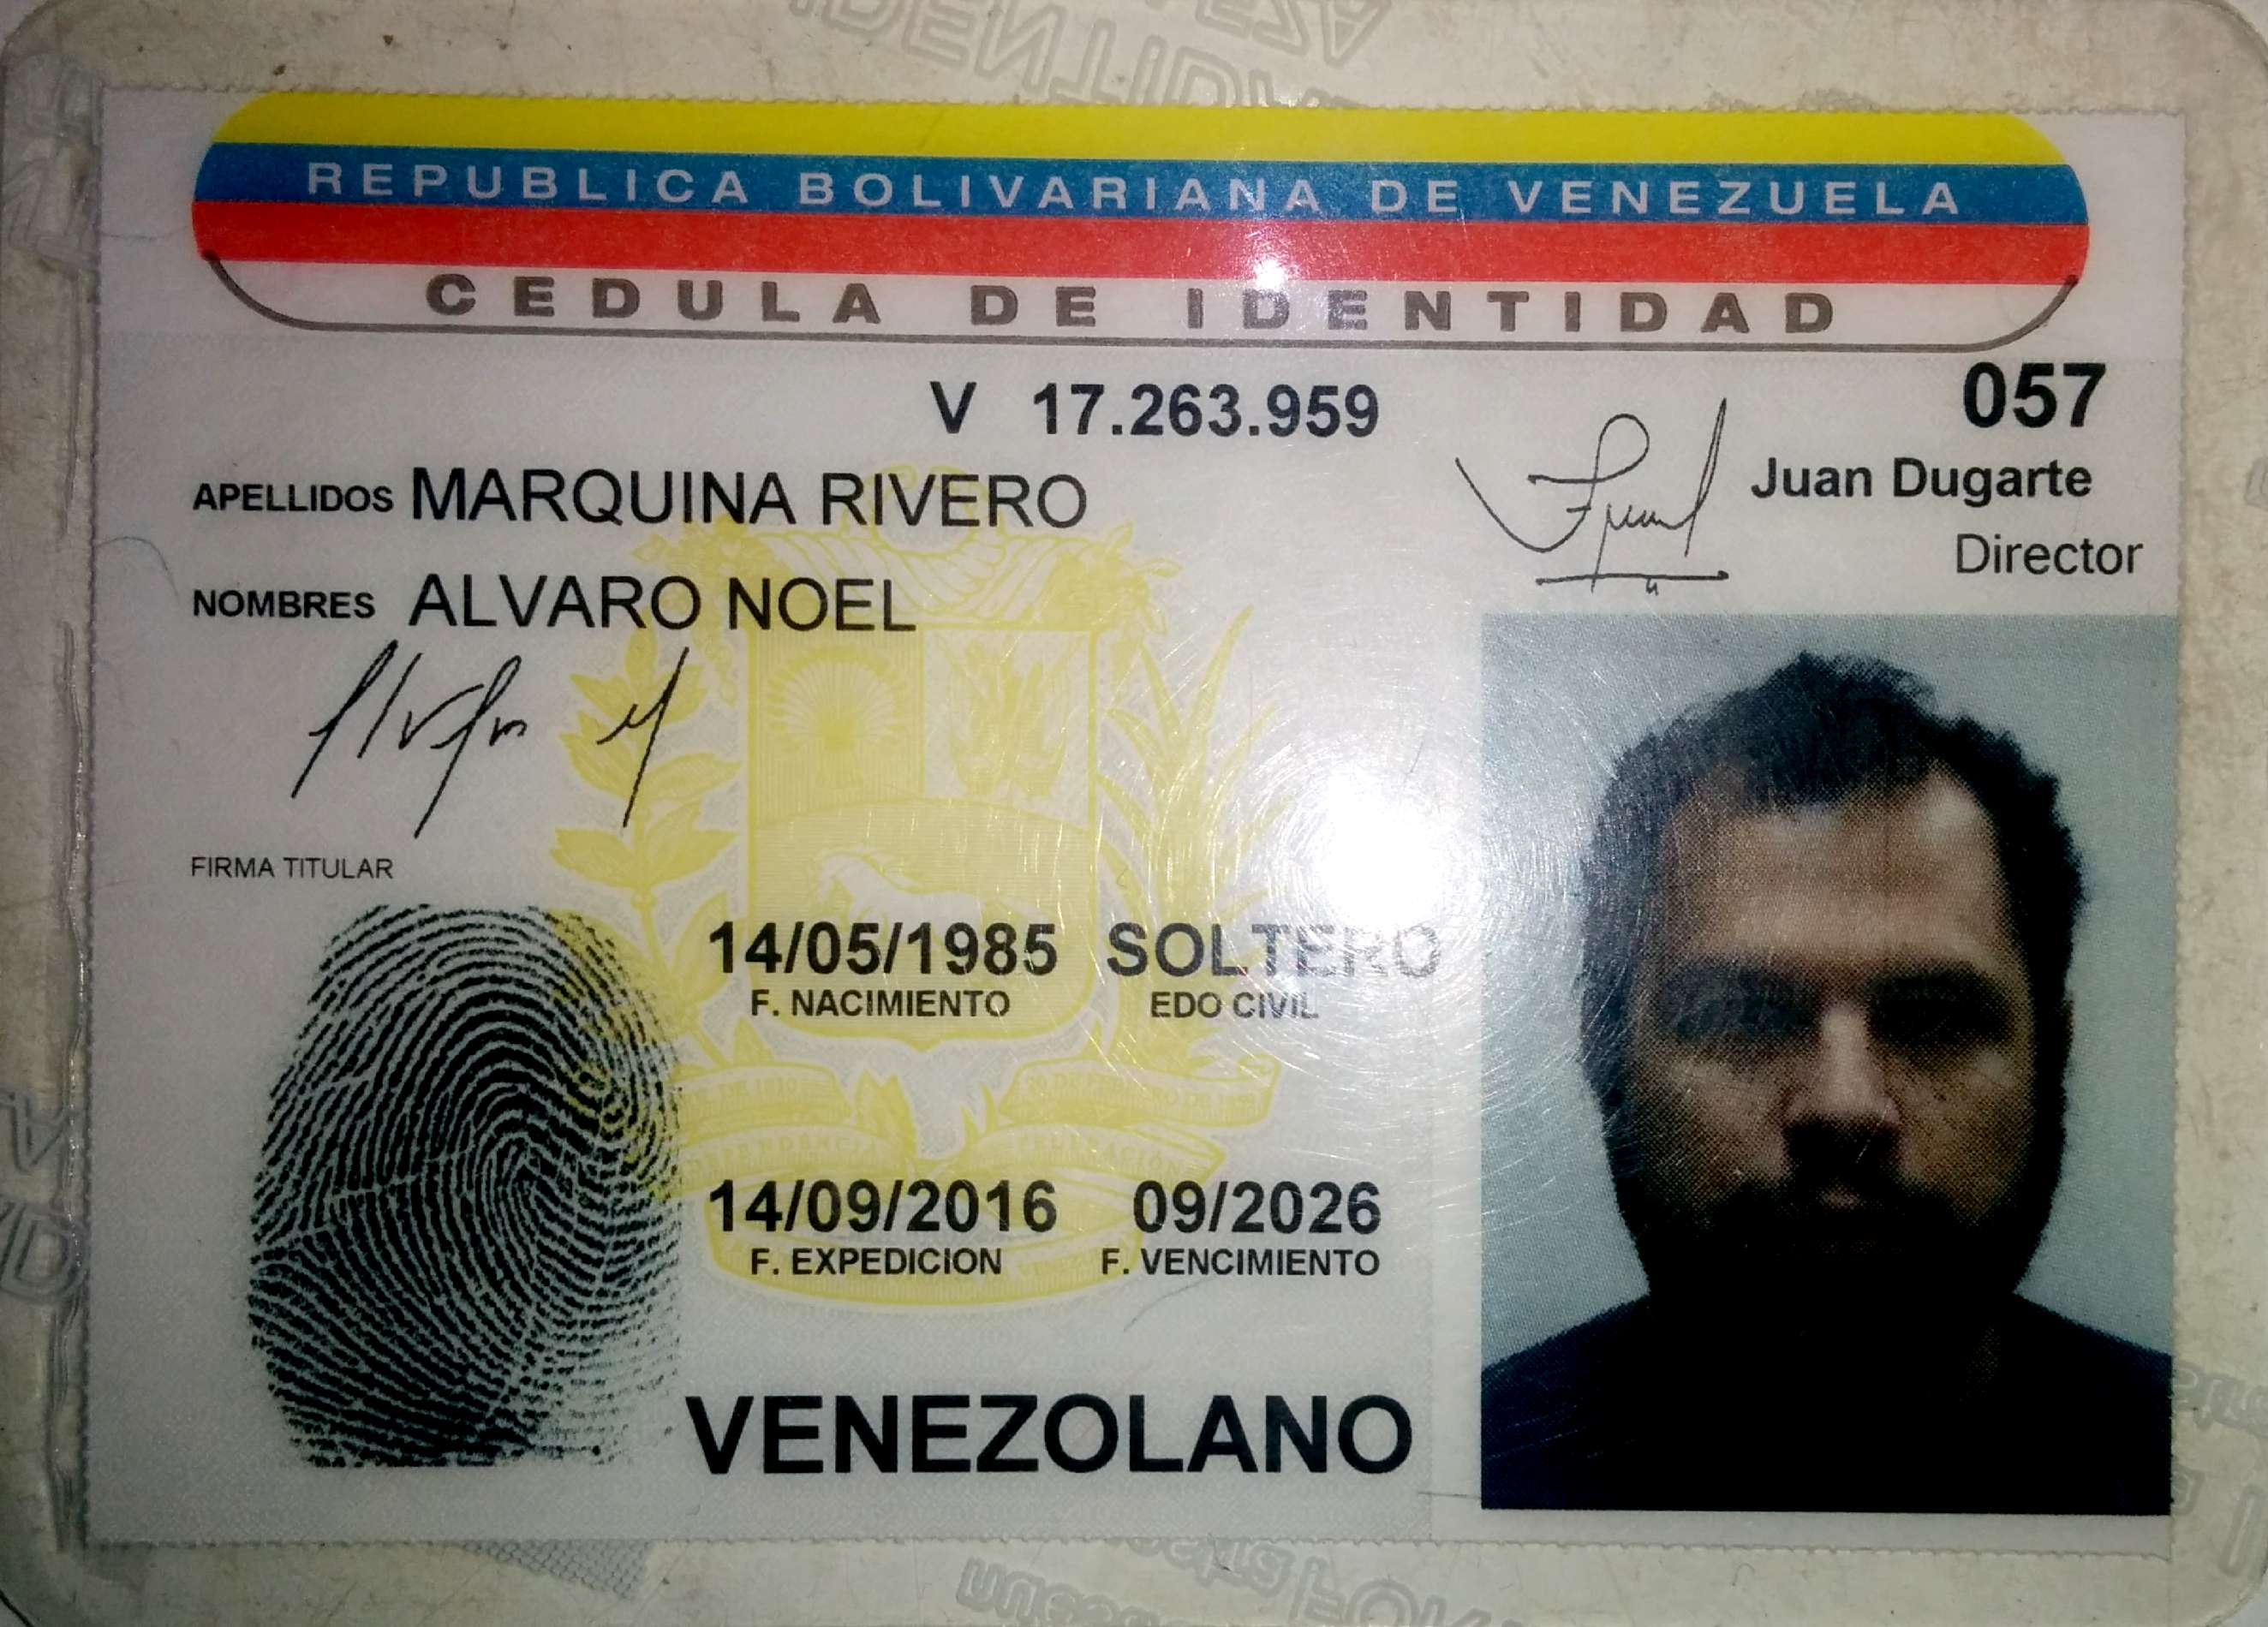 REPUBLICA BOLIVARIANA DE VENEZUELA
CEDULA DE IDENTIDAD
V 17.263.959
057
APELLIDOS MARQUINA RIVERO
Juan Dugarte
Director
NOMBRES ALVARO NOEL
FIRMA TITULAR
14/05/1985 SOLTERO
F. NACIMIENTO EDO CIVIL
14/09/2016 09/2026
F. EXPEDICION F. VENCIMIENTO
VENEZOLANO